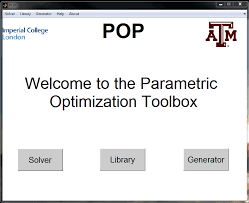 Solver Library Generator Help About
Imperial College
London
POP
A T M
Welcome to the Parametric
Optimization Toolbox
Solver Library Generator